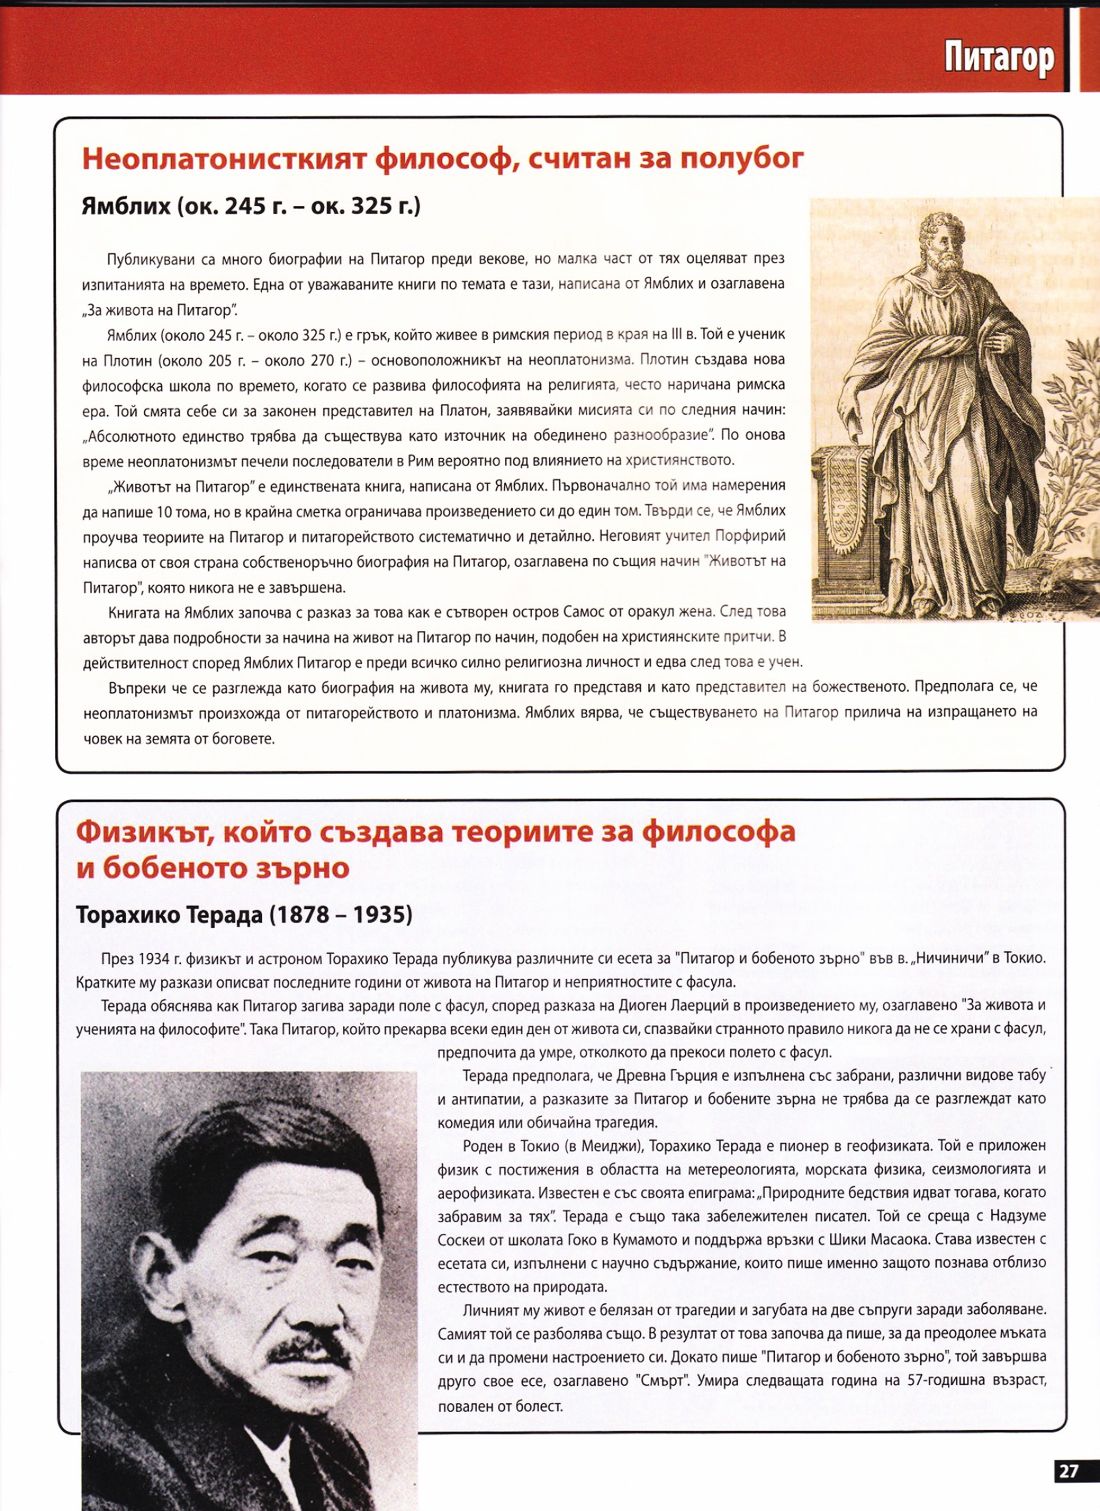 Питагор
Неоплатонисткият философ, считан за полубог
Ямблих (ок. 245 г. – ок. 325 г.)
Публикувани са много биографии на Питагор преди векове, но малка част от тях оцеляват през
изпитанията на времето. Една от уважаваните книги по темата е тази, написана от Ямблих и озаглавена
„За живота на Питагор”.
Ямблих (около 245 г. – около 325 г.) е грък, който живее в римския период в края на III в. Той е ученик
на Плотин (около 205 г. – около 270 г.) – основоположникът на неоплатонизма. Плотин създава нова
философска школа по времето, когато се развива философията на религията, често наричана римска
ера. Той смята себе си за законен представител на Платон, заявявайки мисията си по следния начин:
„Абсолютното единство трябва да съществува като източник на обединено разнообразие”. По онова
време неоплатонизмът печели последователи в Рим вероятно под влиянието на християнството.
„Животът на Питагор” е единствената книга, написана от Ямблих. Първоначално той има намерения
да напише 10 тома, но в крайна сметка ограничава произведението си до един том. Твърди се, че Ямблих
проучва теориите на Питагор и питагорейството систематично и детайлно. Неговият учител Порфирий
написва от своя страна собственоръчно биография на Питагор, озаглавена по същия начин "Животът на
Питагор", която никога не е завършена.
Книгата на Ямблих започва с разказ за това как е сътворен остров Самос от оракул жена. След това
авторът дава подробности за начина на живот на Питагор по начин, подобен на християнските притчи. В
действителност според Ямблих Питагор е преди всичко силно религиозна личност и едва след това е учен.
Въпреки че се разглежда като биография на живота му, книгата го представя и като представител на божественото. Предполага се, че
неоплатонизмът произхожда от питагорейството и платонизма. Ямблих вярва, че съществуването на Питагор прилича на изпращането на
човек на земята от боговете.
Физикът, който създава теориите за философа
и бобеното зърно
Торахико Терада (1878 – 1935)
През 1934 г. физикът и астроном Торахико Терада публикува различните си есета за "Питагор и бобеното зърно" във в. „Ничиничи” в Токио.
Кратките му разкази описват последните години от живота на Питагор и неприятностите с фасула.
Терада обяснява как Питагор загива заради поле с фасул, според разказа на Диоген Лаерций в произведението му, озаглавено "За живота и
ученията на философите". Така Питагор, който прекарва всеки един ден от живота си, спазвайки странното правило никога да не се храни с фасул,
предпочита да умре, отколкото да прекоси полето с фасул.
Терада предполага, че Древна Гърция е изпълнена със забрани, различни видове табу
и антипатии, а разказите за Питагор и бобените зърна не трябва да се разглеждат като
комедия или обичайна трагедия.
Роден в Токио (в Меиджи), Торахико Терада е пионер в геофизиката. Той е приложен
физик с постижения в областта на метереологията, морската физика, сеизмологията и
аерофизиката. Известен е със своята епиграма: „Природните бедствия идват тогава, когато
забравим за тях”. Терада е също така забележителен писател. Той се среща с Надзуме
Соскеи от школата Гоко в Кумамото и поддържа връзки с Шики Масаока. Става известен с
есетата си, изпълнени с научно съдържание, които пише именно защото познава отблизо
естеството на природата.
Личният му живот е белязан от трагедии и загубата на две съпруги заради заболяване.
Самият той се разболява също. В резултат от това започва да пише, за да преодолее мъката
си и да промени настроението си. Докато пише "Питагор и бобеното зърно", той завършва
друго свое есе, озаглавено "Смърт". Умира следващата година на 57-годишна възраст,
повален от болест.
27